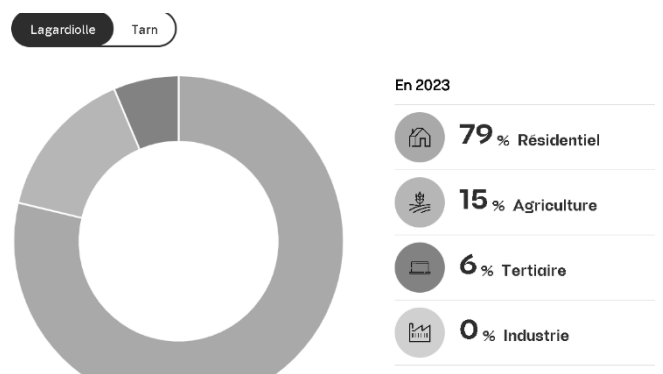 Lagardiolle Tarn
En 2023
79 % Résidentiel
15 % Agriculture
6 % Tertiaire
0 % Industrie